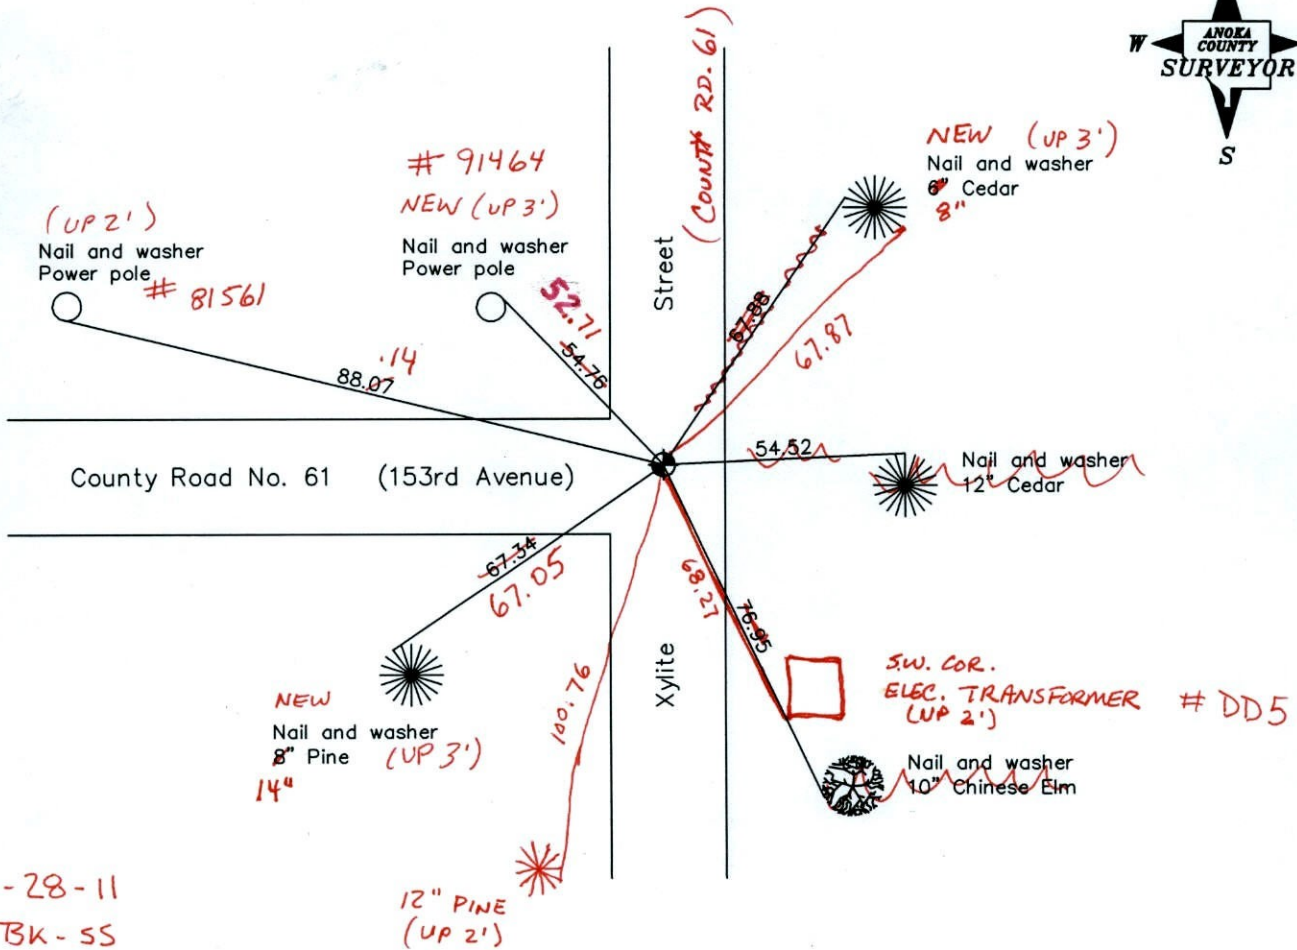 W
ANOKA
COUNTY
SURVEYOR
S
(COUNTY RD. 61)
Street
NEW (UP 3')
Nail and washer
6" Cedar
8"
# 91464
NEW (UP 3')
Nail and washer
Power pole
(UP 2')
Nail and washer
Power pole
# 81561
52.71
54.76
.14
88.07
67.88
67.87
54.52
Nail and washer
12" Cedar
County Road No. 61 (153rd Avenue)
67.34
67.05
68.27
76.95
Xylite
100.76
S.W. COR.
ELEC. TRANSFORMER # DD5
(UP 2')
NEW
Nail and washer
8" Pine (UP 3')
14"
Nail and washer
10" Chinese Elm
12" PINE
(UP 2')
-28-11
BK-SS